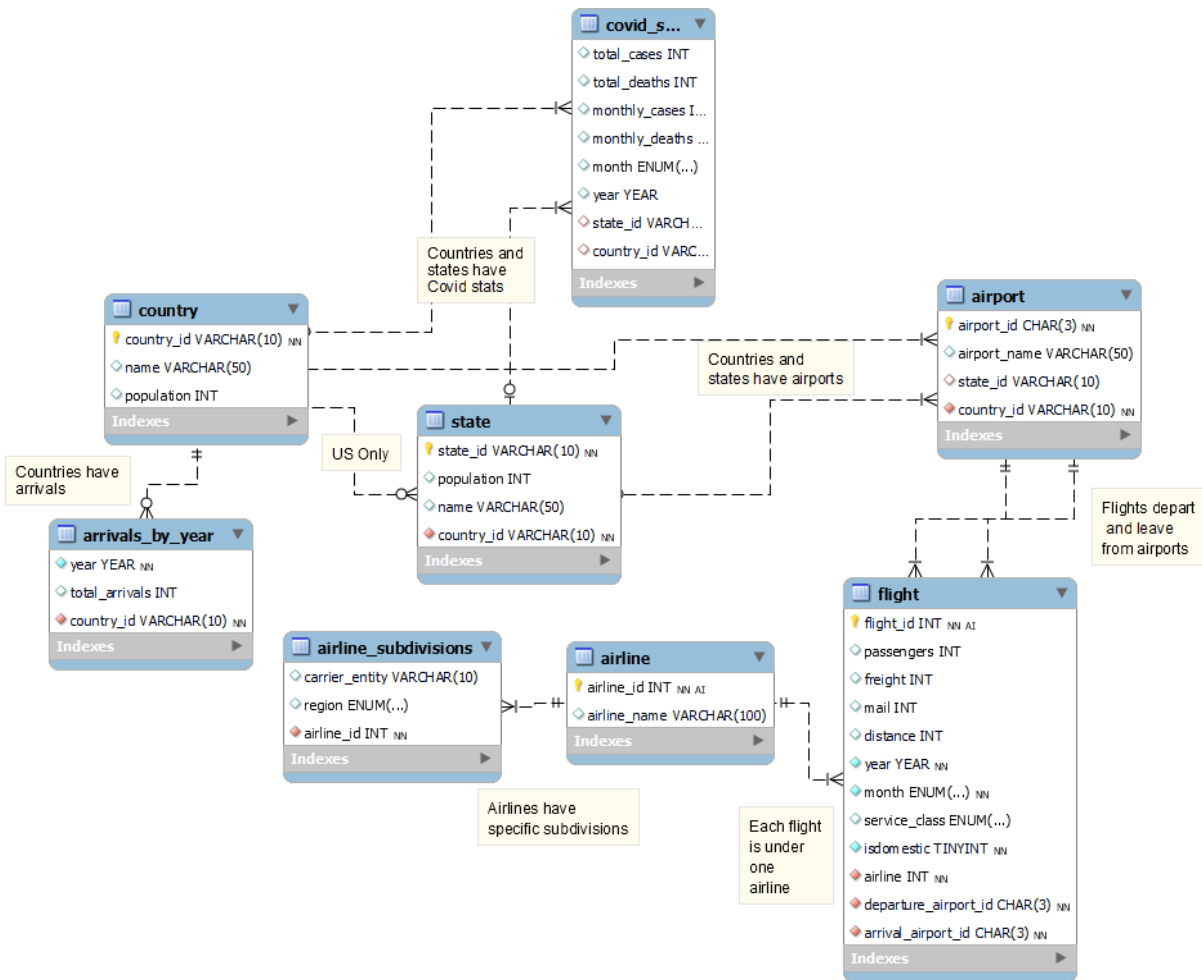 covid_s...
total_cases INT
total_deaths INT
monthly_cases I...
monthly_deaths ...
month ENUM(...)
year YEAR
state_id VARCH...
country_id VARC...
Indexes
Countries and
states have
Covid stats
country
country_id VARCHAR(10) NN
name VARCHAR(50)
population INT
Indexes
airport
airport_id CHAR(3) NN
airport_name VARCHAR(50)
state_id VARCHAR(10)
country_id VARCHAR(10) NN
Indexes
Countries and
states have airports
US Only
state
state_id VARCHAR(10) NN
population INT
name VARCHAR(50)
country_id VARCHAR(10) NN
Indexes
Countries have
arrivals
arrivals_by_year
year YEAR NN
total_arrivals INT
country_id VARCHAR(10) NN
Indexes
Flights depart
and leave
from airports
airline_subdivisions
carrier_entity VARCHAR(10)
region ENUM(...)
airline_id INT NN
Indexes
airline
airline_id INT NN AI
airline_name VARCHAR(100)
Indexes
flight
flight_id INT NN AI
passengers INT
freight INT
mail INT
distance INT
year YEAR NN
month ENUM(...) NN
service_class ENUM(...)
isdomestic TINYINT NN
airline INT NN
departure_airport_id CHAR(3) NN
arrival_airport_id CHAR(3) NN
Indexes
Airlines have
specific subdivisions
Each flight
is under
one
airline